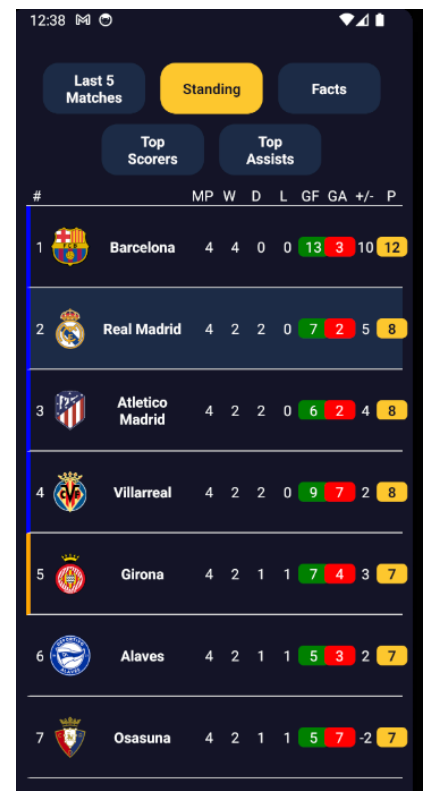 12:38
Last 5
Matches
Standing
Facts
Top
Scorers
Top
Assists
# MP W D L GF GA +/- P
1 Barcelona 4 4 0 0 13 3 10 12
2 Real Madrid 4 2 2 0 7 2 5 8
3 Atletico
Madrid 4 2 2 0 6 2 4 8
4 Villarreal 4 2 2 0 9 7 2 8
5 Girona 4 2 1 1 7 4 3 7
6 Alaves 4 2 1 1 5 3 2 7
7 Osasuna 4 2 1 1 5 7 -2 7